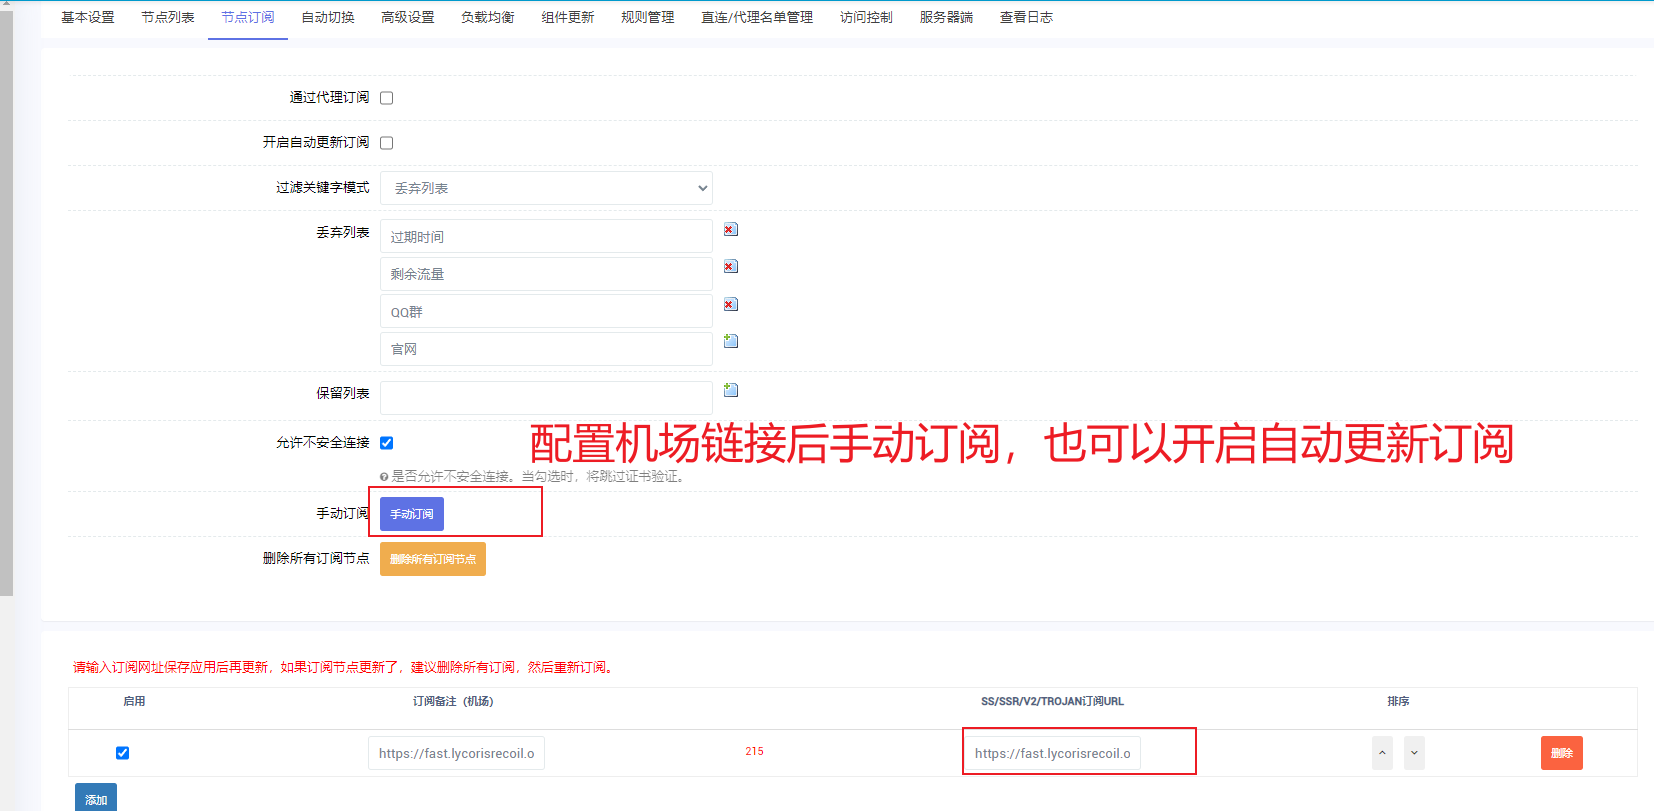 基本设置 节点列表 节点订阅 自动切换 高级设置 负载均衡 组件更新 规则管理 直连/代理名单管理 访问控制 服务器端 查看日志
通过代理订阅
开启自动更新订阅
过滤关键字模式 丢弃列表
丢弃列表 过期时间
剩余流量
QQ群
官网
保留列表
允许不安全连接
配置机场链接后手动订阅，也可以开启自动更新订阅
是否允许不安全连接。当勾选时，将跳过证书验证。
手动订阅 手动订阅
删除所有订阅节点 删除所有订阅节点
请输入订阅网址保存应用后再更新，如果订阅节点更新了，建议删除所有订阅，然后重新订阅。
启用 订阅备注（机场） SS/SSR/V2/TROJAN订阅URL 排序
https://fast.lycorisrecoil.o 215 https://fast.lycorisrecoil.o 删除
添加